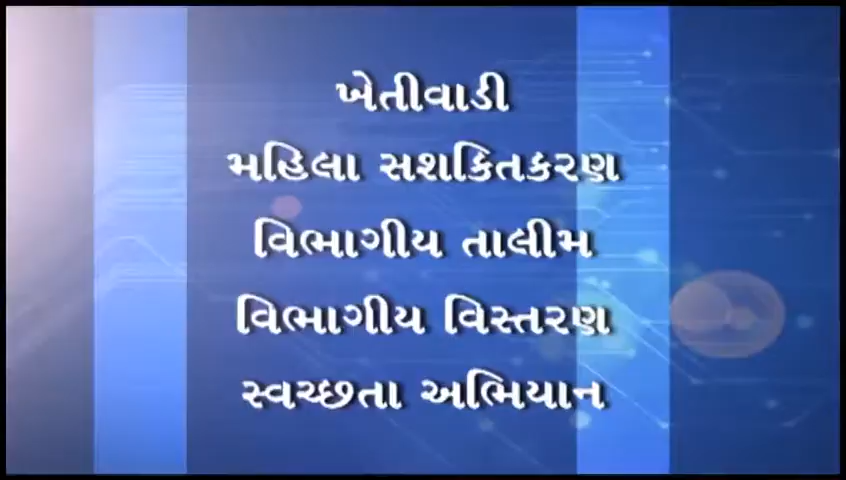 ખેતીવાડી
મહિલા સશકિતકરણ
વિભાગીય તાલીમ
વિભાગીય વિસ્તરણ
સ્વચ્છતા અભિયાન